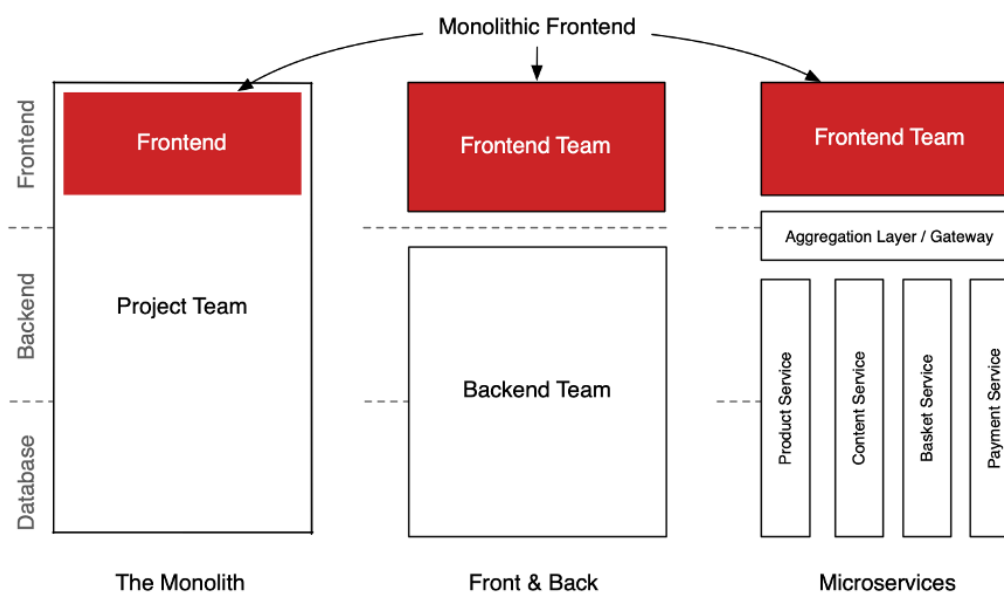 Monolithic Frontend
Frontend
Backend
Database
Frontend
Project Team
The Monolith
Frontend Team
Backend Team
Front & Back
Frontend Team
Aggregation Layer / Gateway
Product Service
Content Service
Basket Service
Payment Service
Microservices